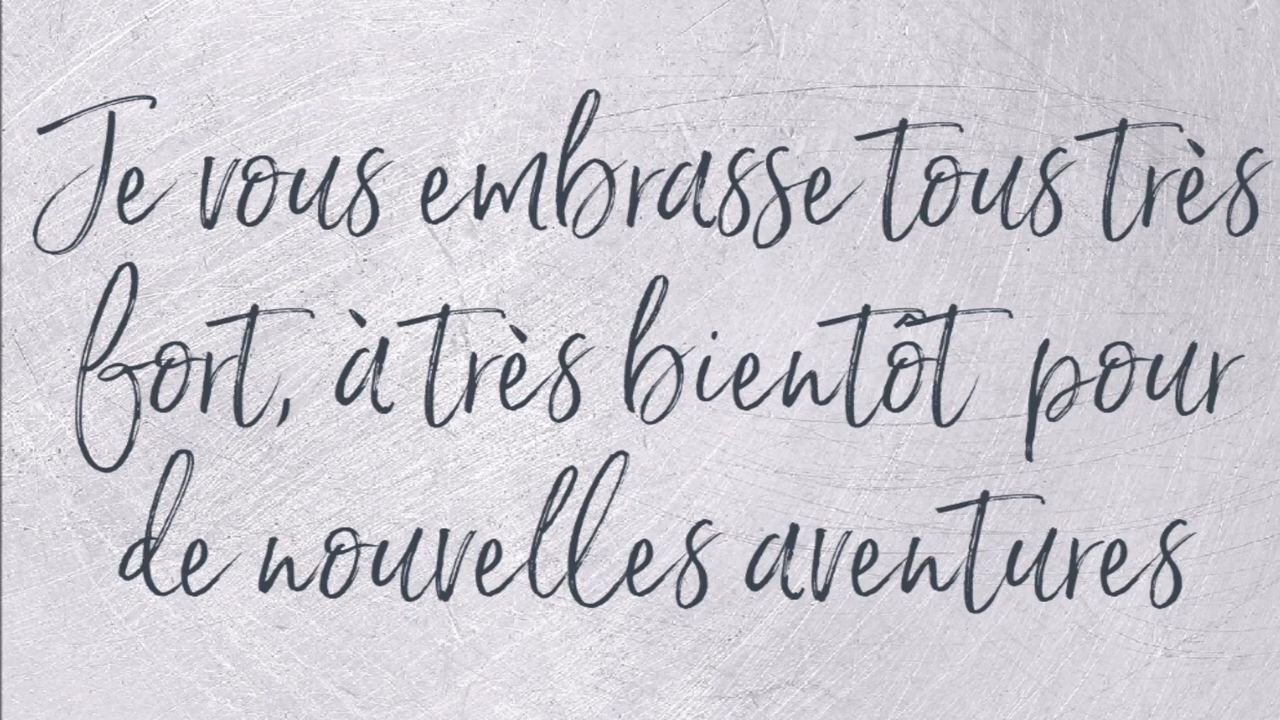 Je vous embrasse tous très
fort, à très bientôt pour
de nouvelles aventures